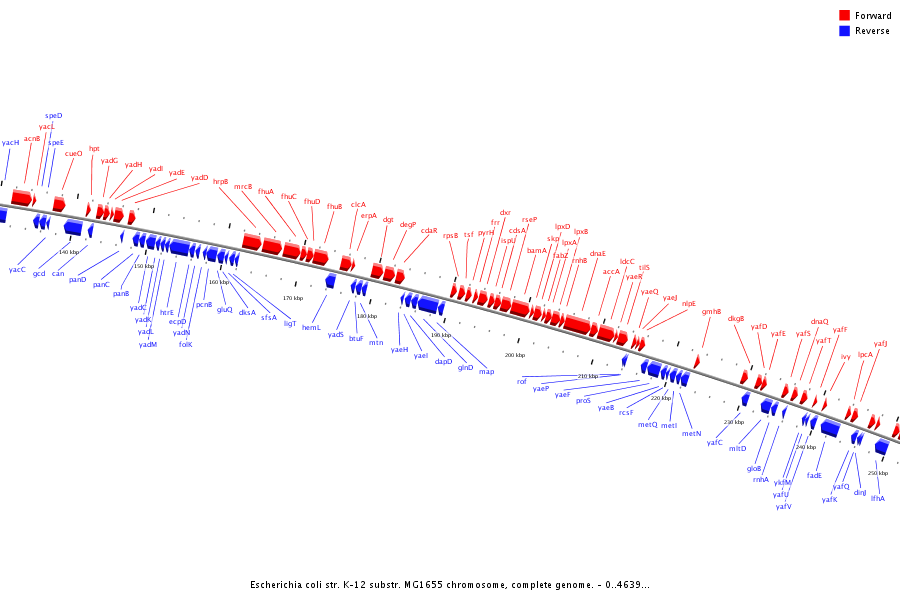 Forward
Reverse
speD
yacL
yacH
acnB
speE
cueO
hpt
yadG
yadH
yadI
yadE
yadD
hrpB
mrcB
fhuA
fhuC
fhuD
fhuB
clcA
erpA
dgt
degP
cdaR
rpsB
tsf
pyrH
frr
dxr
ispU
cdsA
rseP
bamA
skp
lpxD
fabZ
lpxA
lpxB
rnhB
dnaE
accA
ldcC
yaeR
tilS
yaeQ
yaeJ
nlpE
gmhB
dkgB
yafD
yafE
yafS
dnaQ
yafT
yafF
ivy
lpcA
yafJ
yacC
gcd
can
140 kbp
panD
panC
panB
150 kbp
yadC
yadK
yadL
yadM
htrE
ecpD
yadN
folK
pcnB
160 kbp
gluQ
dksA
sfsA
ligT
170 kbp
hemL
yadS
btuF
mtn
180 kbp
yaeH
yaeI
dapD
glnD
map
190 kbp
200 kbp
rof
yaeP
yaeF
proS
yaeB
rcsF
210 kbp
metQ
metI
metN
220 kbp
yafC
230 kbp
mltD
gloB
rnhA
ykfM
yafU
yafV
240 kbp
fadE
yafK
yafQ
dinJ
lfhA
250 kbp
Escherichia coli str. K-12 substr. MG1655 chromosome, complete genome. - 0..4639...